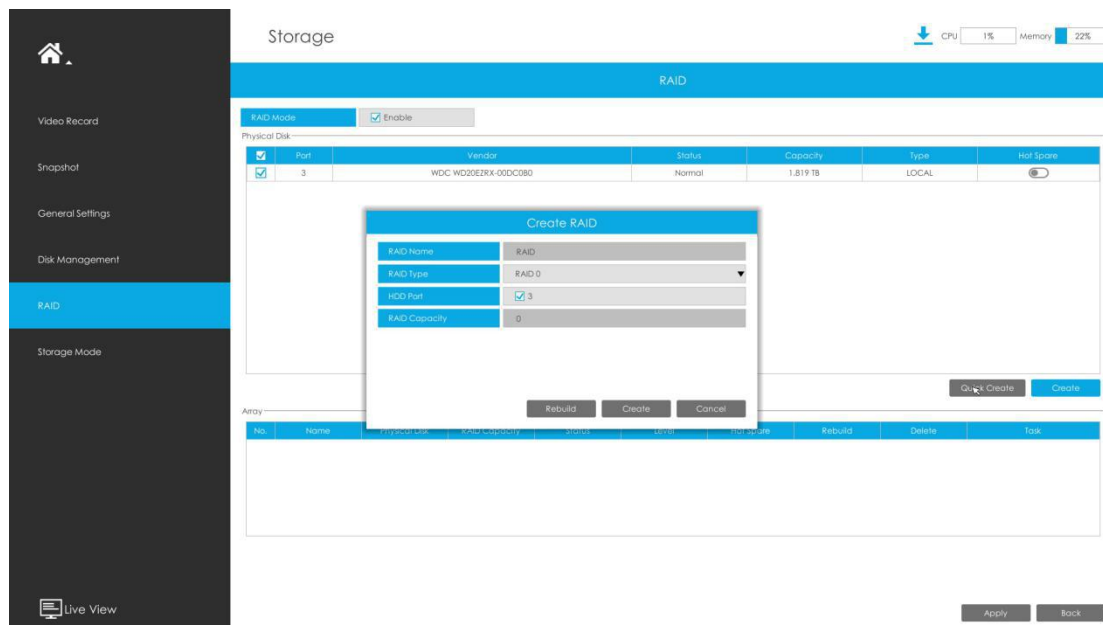 Storage
CPU 1% Memory 22%
RAID
Video Record
Snapshot
General Settings
Disk Management
RAID
Storage Mode
Live View
RAID Mode Enable
Physical Disk
Port Vendor Status Capacity Type Hot Spare
3 WDC WD20EZRX-00DC0B0 Normal 1.819 TB LOCAL
Create RAID
RAID Name RAID
RAID Type RAID 0
HDD Port 3
RAID Capacity 0
Rebuild Create Cancel
Quick Create Create
Array
No. Name Physical Disk RAID Capacity Status Level Hot Spare Rebuild Delete Task
Apply Back